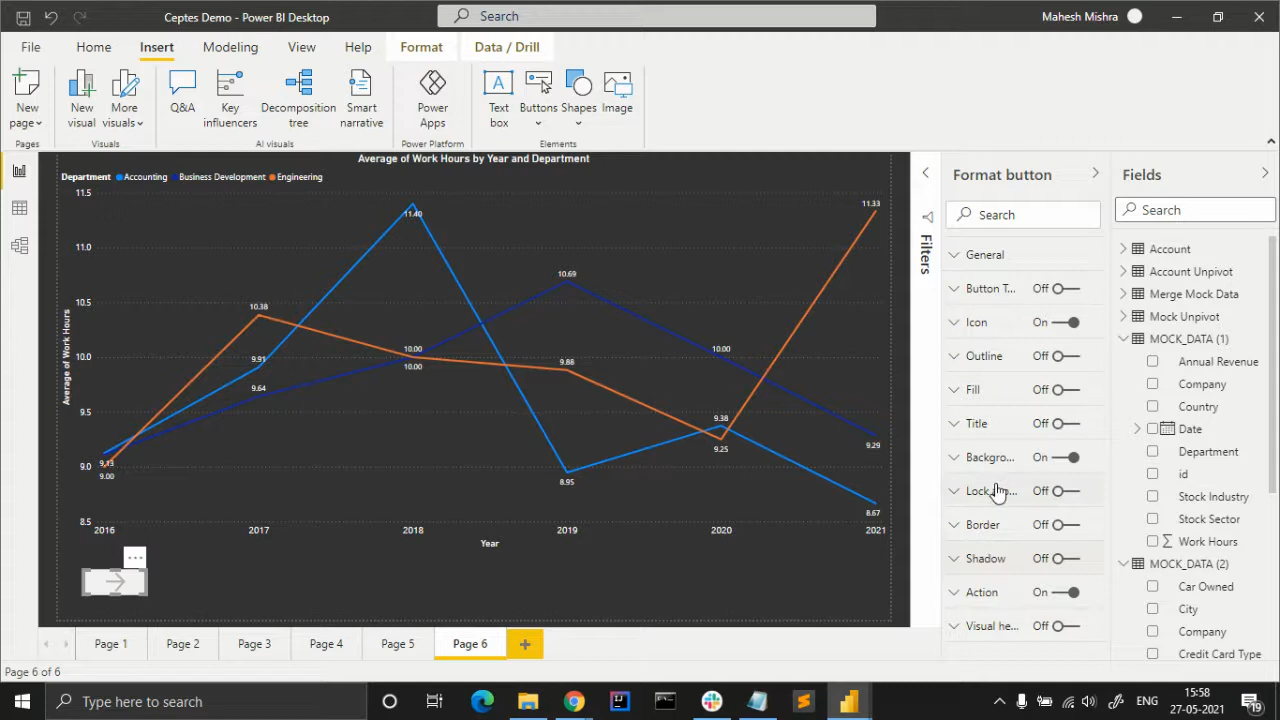 Ceptes Demo - Power BI Desktop
Search
Mahesh Mishra
File
Home
Insert
Modeling
View
Help
Format
Data / Drill
New page
New visual
More visuals
Q&A
Key influencers
Decomposition tree
Smart narrative
Power Apps
Text box
Buttons
Shapes
Image
Pages
Visuals
AI visuals
Power Platform
Elements
Average of Work Hours by Year and Department
Department Accounting Business Development Engineering
Average of Work Hours
11.5
11.0
10.5
10.0
9.5
9.0
8.5
11.40
11.33
10.69
10.38
9.91
9.64
10.00
10.00
9.88
10.00
9.38
9.25
9.29
9.13
9.00
8.95
8.67
2016
2017
2018
2019
2020
2021
Year
...
Filters
Format button
Search
General
Button T... Off
Icon On
Outline Off
Fill Off
Title Off
Backgro... On
Off
Border Off
Shadow Off
Action On
Visual he... Off
Fields
Search
Account
Account Unpivot
Merge Mock Data
Mock Unpivot
MOCK_DATA (1)
Annual Revenue
Company
Country
Date
Department
id
Stock Industry
Stock Sector
Σ Work Hours
MOCK_DATA (2)
Car Owned
City
Company
Credit Card Type
Page 1
Page 2
Page 3
Page 4
Page 5
Page 6
Page 6 of 6
Type here to search
ENG
15:58
27-05-2021
19